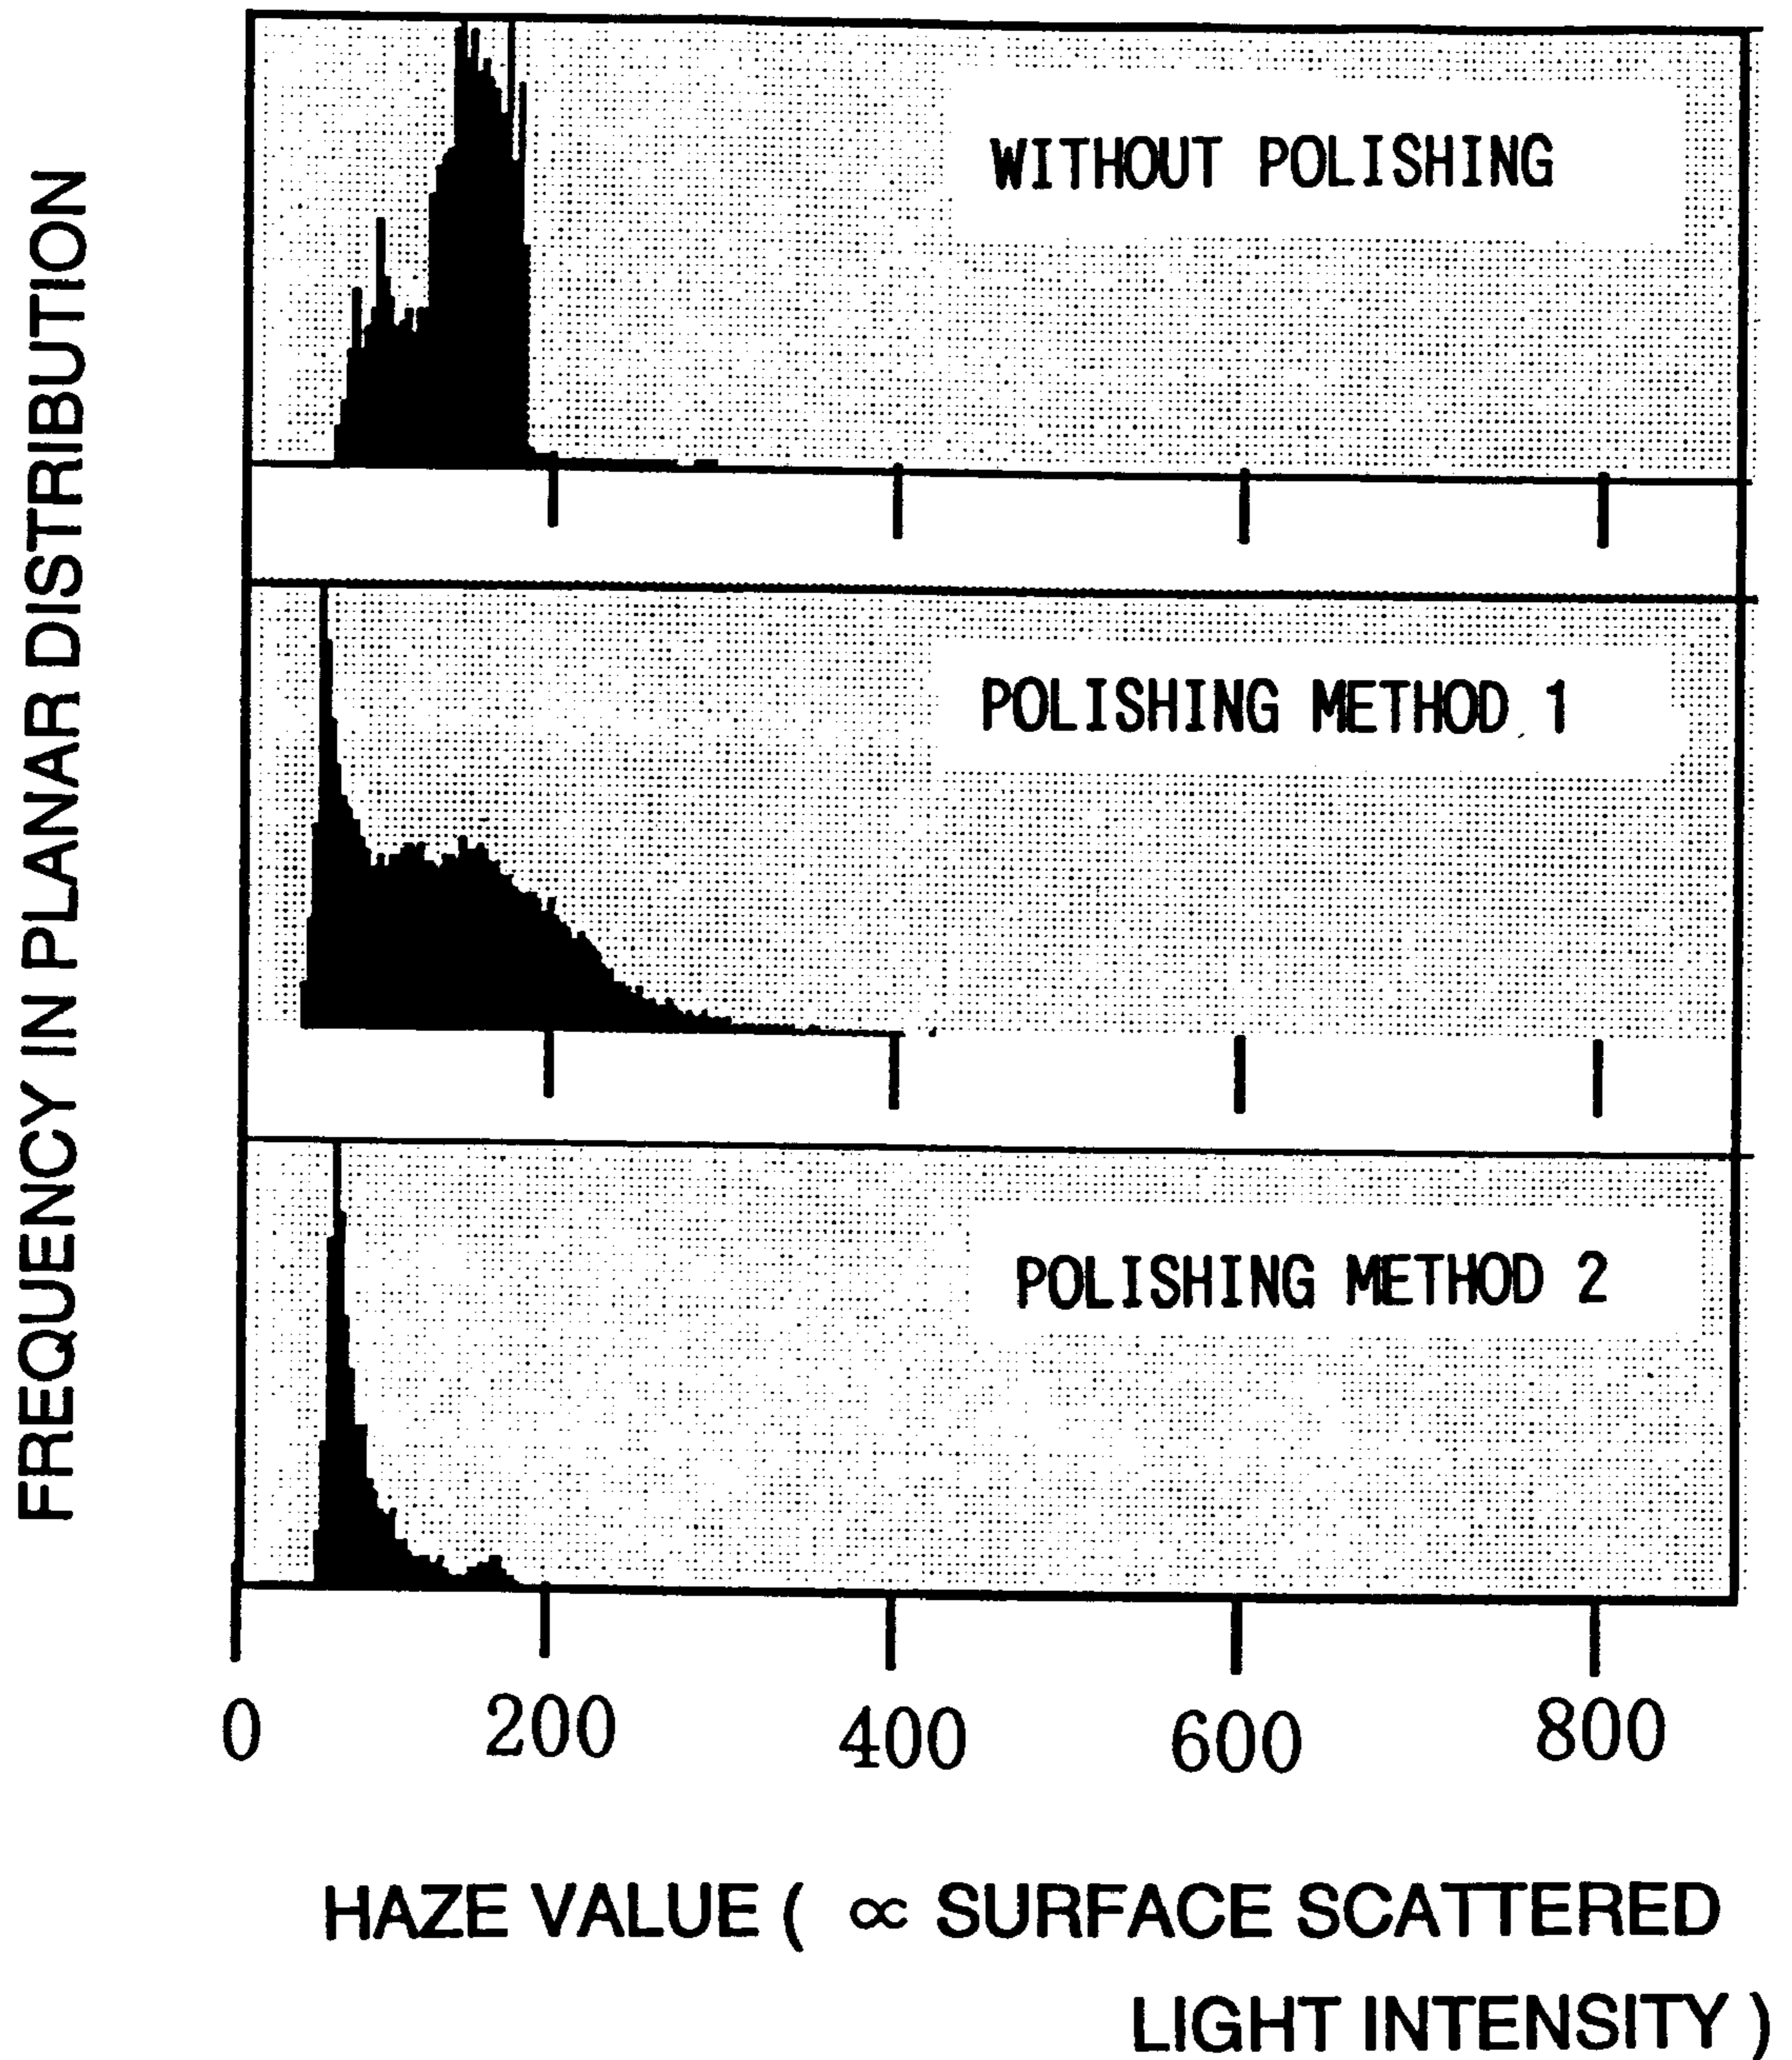 FREQUENCY IN PLANAR DISTRIBUTION
WITHOUT POLISHING
POLISHING METHOD 1
POLISHING METHOD 2
0 200 400 600 800
HAZE VALUE ( ∝ SURFACE SCATTERED
LIGHT INTENSITY )